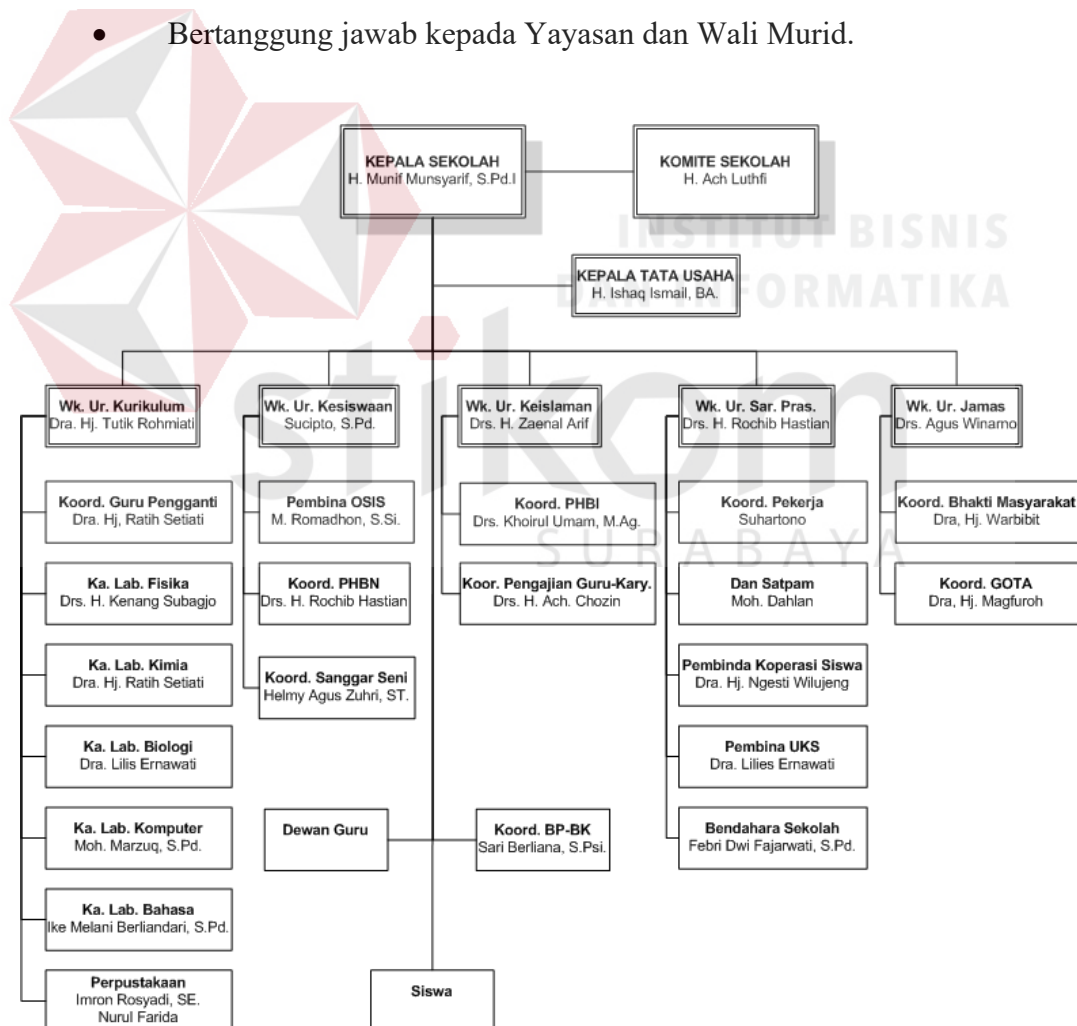 • Bertanggung jawab kepada Yayasan dan Wali Murid.
KEPALA SEKOLAH
H. Munif Munsyarif, S.Pd.I
KOMITE SEKOLAH
H. Ach Luthfi
INSTITUT BISNIS
DAN INFORMATIKA
KEPALA TATA USAHA
H. Ishaq Ismail, BA.
stikom
SURABAYA
Wk. Ur. Kurikulum
Dra. Hj. Tutik Rohmiati
Wk. Ur. Kesiswaan
Sucipto, S.Pd.
Wk. Ur. Keislaman
Drs. H. Zaenal Arif
Wk. Ur. Sar. Pras.
Drs. H. Rochib Hastian
Wk. Ur. Jamas
Drs. Agus Winarno
Koord. Guru Pengganti
Dra. Hj, Ratih Setiati
Pembina OSIS
M. Romadhon, S.Si.
Koord. PHBI
Drs. Khoirul Umam, M.Ag.
Koord. Pekerja
Suhartono
Koord. Bhakti Masyarakat
Dra, Hj. Warbibit
Ka. Lab. Fisika
Drs. H. Kenang Subagjo
Koord. PHBN
Drs. H. Rochib Hastian
Koor. Pengajian Guru-Kary.
Drs. H. Ach. Chozin
Dan Satpam
Moh. Dahlan
Koord. GOTA
Dra, Hj. Magfuroh
Ka. Lab. Kimia
Dra. Hj. Ratih Setiati
Koord. Sanggar Seni
Helmy Agus Zuhri, ST.
Pembinda Koperasi Siswa
Dra. Hj. Ngesti Wilujeng
Ka. Lab. Biologi
Dra. Lilis Ernawati
Pembina UKS
Dra. Lilies Ernawati
Ka. Lab. Komputer
Moh. Marzuq, S.Pd.
Dewan Guru
Koord. BP-BK
Sari Berliana, S.Psi.
Bendahara Sekolah
Febri Dwi Fajarwati, S.Pd.
Ka. Lab. Bahasa
Ike Melani Berliandari, S.Pd.
Perpustakaan
Imron Rosyadi, SE.
Nurul Farida
Siswa